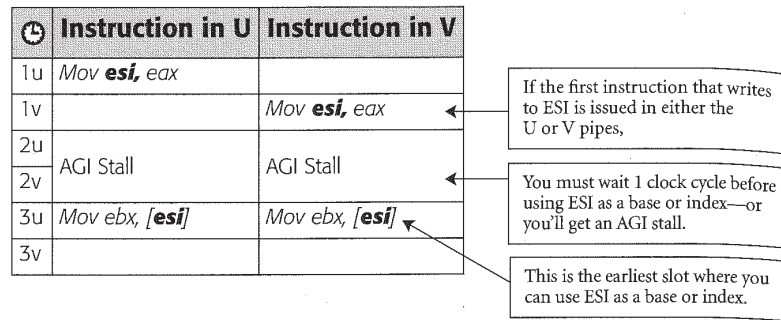 Instruction in U Instruction in V
1u Mov esi, eax
1v Mov esi, eax
2u
AGI Stall AGI Stall
2v
3u Mov ebx, [esi] Mov ebx, [esi]
3v
If the first instruction that writes
to ESI is issued in either the
U or V pipes,
You must wait 1 clock cycle before
using ESI as a base or index—or
you'll get an AGI stall.
This is the earliest slot where you
can use ESI as a base or index.